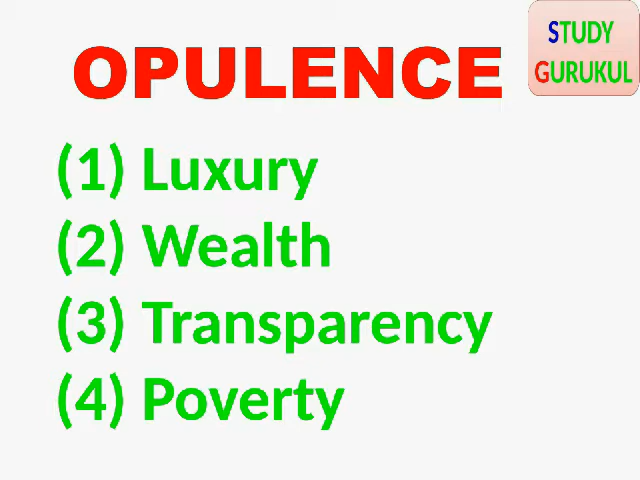 OPULENCE
STUDY
GURUKUL
(1) Luxury
(2) Wealth
(3) Transparency
(4) Poverty